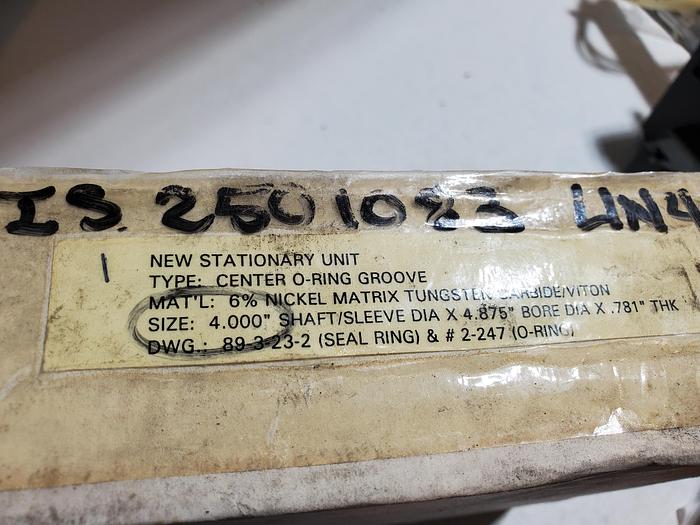 IS. 2501083 UN4
1 NEW STATIONARY UNIT
TYPE: CENTER O-RING GROOVE
MAT'L: 6% NICKEL MATRIX TUNGSTEN CARBIDE/VITON
SIZE: 4.000" SHAFT/SLEEVE DIA X 4.875" BORE DIA X .781" THK
DWG.: 89-3-23-2 (SEAL RING) & # 2-247 (O-RING)